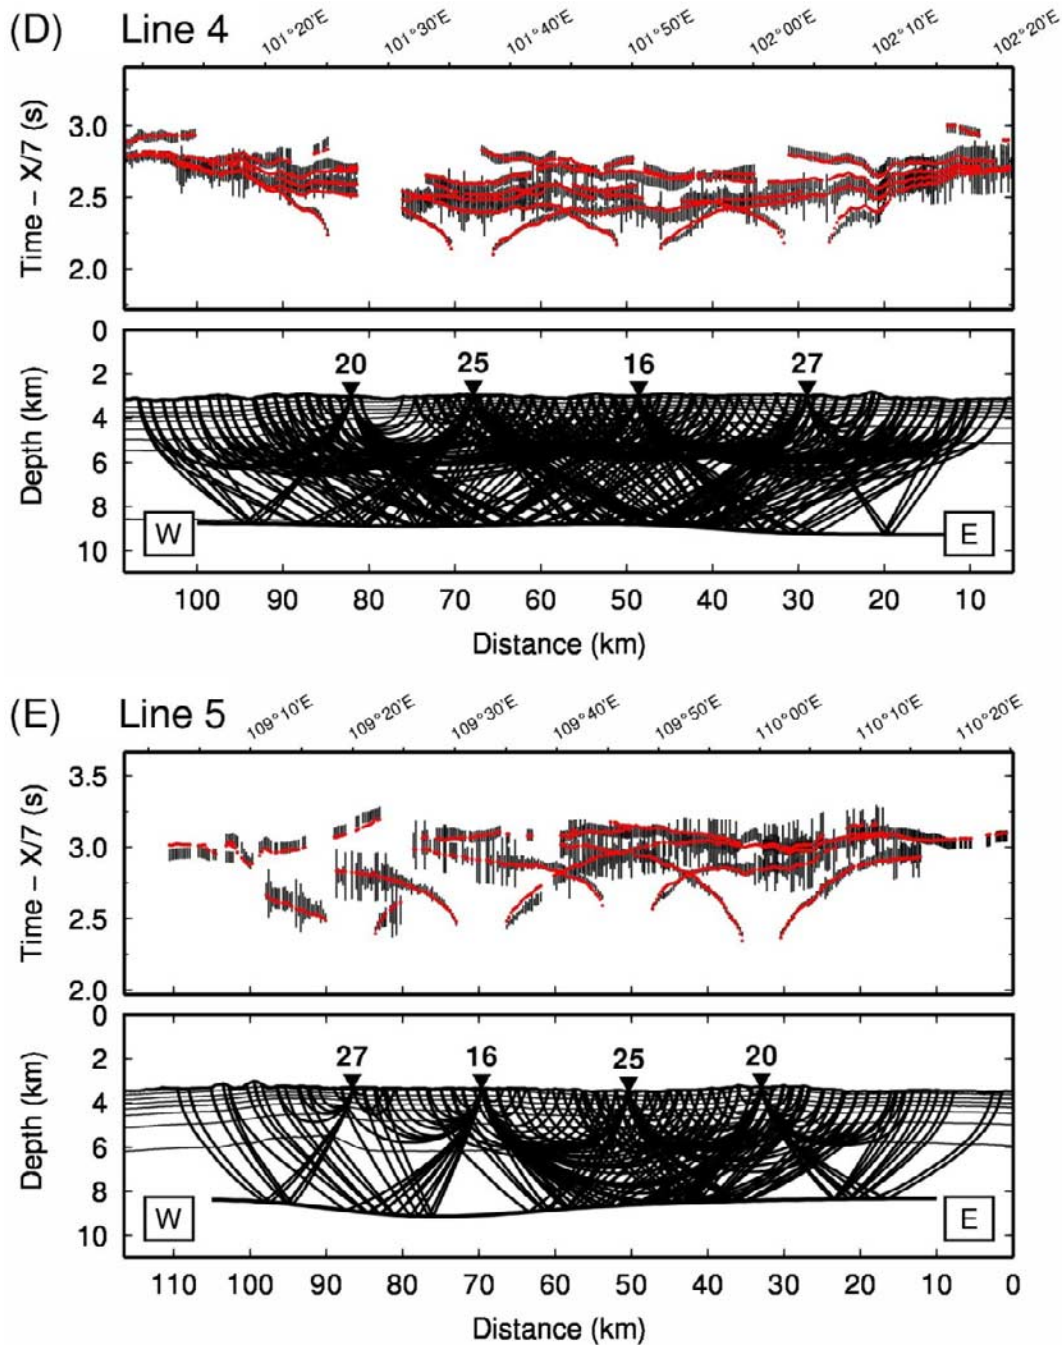 (D) Line 4
101°20'E 101°30'E 101°40'E 101°50'E 102°00'E 102°10'E 102°20'E
Time – X/7 (s)
3.0
2.5
2.0
Depth (km)
0
2
4
6
8
10
20 25 16 27
W E
100 90 80 70 60 50 40 30 20 10
Distance (km)
(E) Line 5
109°10'E 109°20'E 109°30'E 109°40'E 109°50'E 110°00'E 110°10'E 110°20'E
Time – X/7 (s)
3.5
3.0
2.5
2.0
Depth (km)
0
2
4
6
8
10
27 16 25 20
W E
110 100 90 80 70 60 50 40 30 20 10 0
Distance (km)